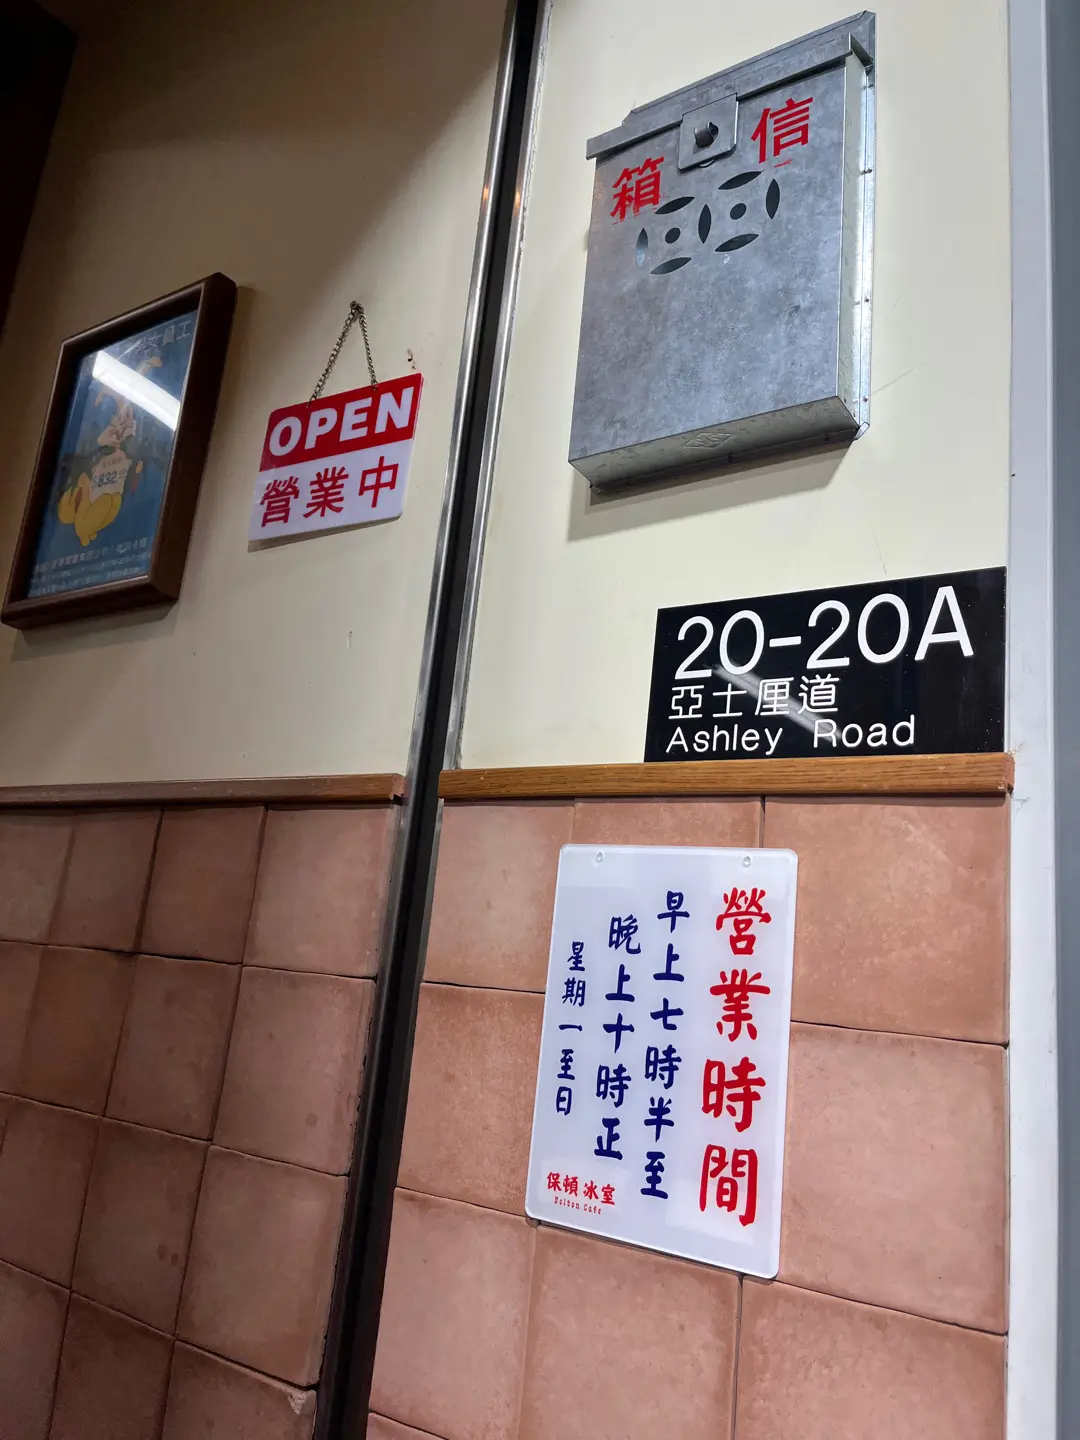 信箱
OPEN
營業中
892
20-20A
亞士厘道
Ashley Road
營業時間
早上七時半至
晚上十時正
星期一至日
保頓冰室